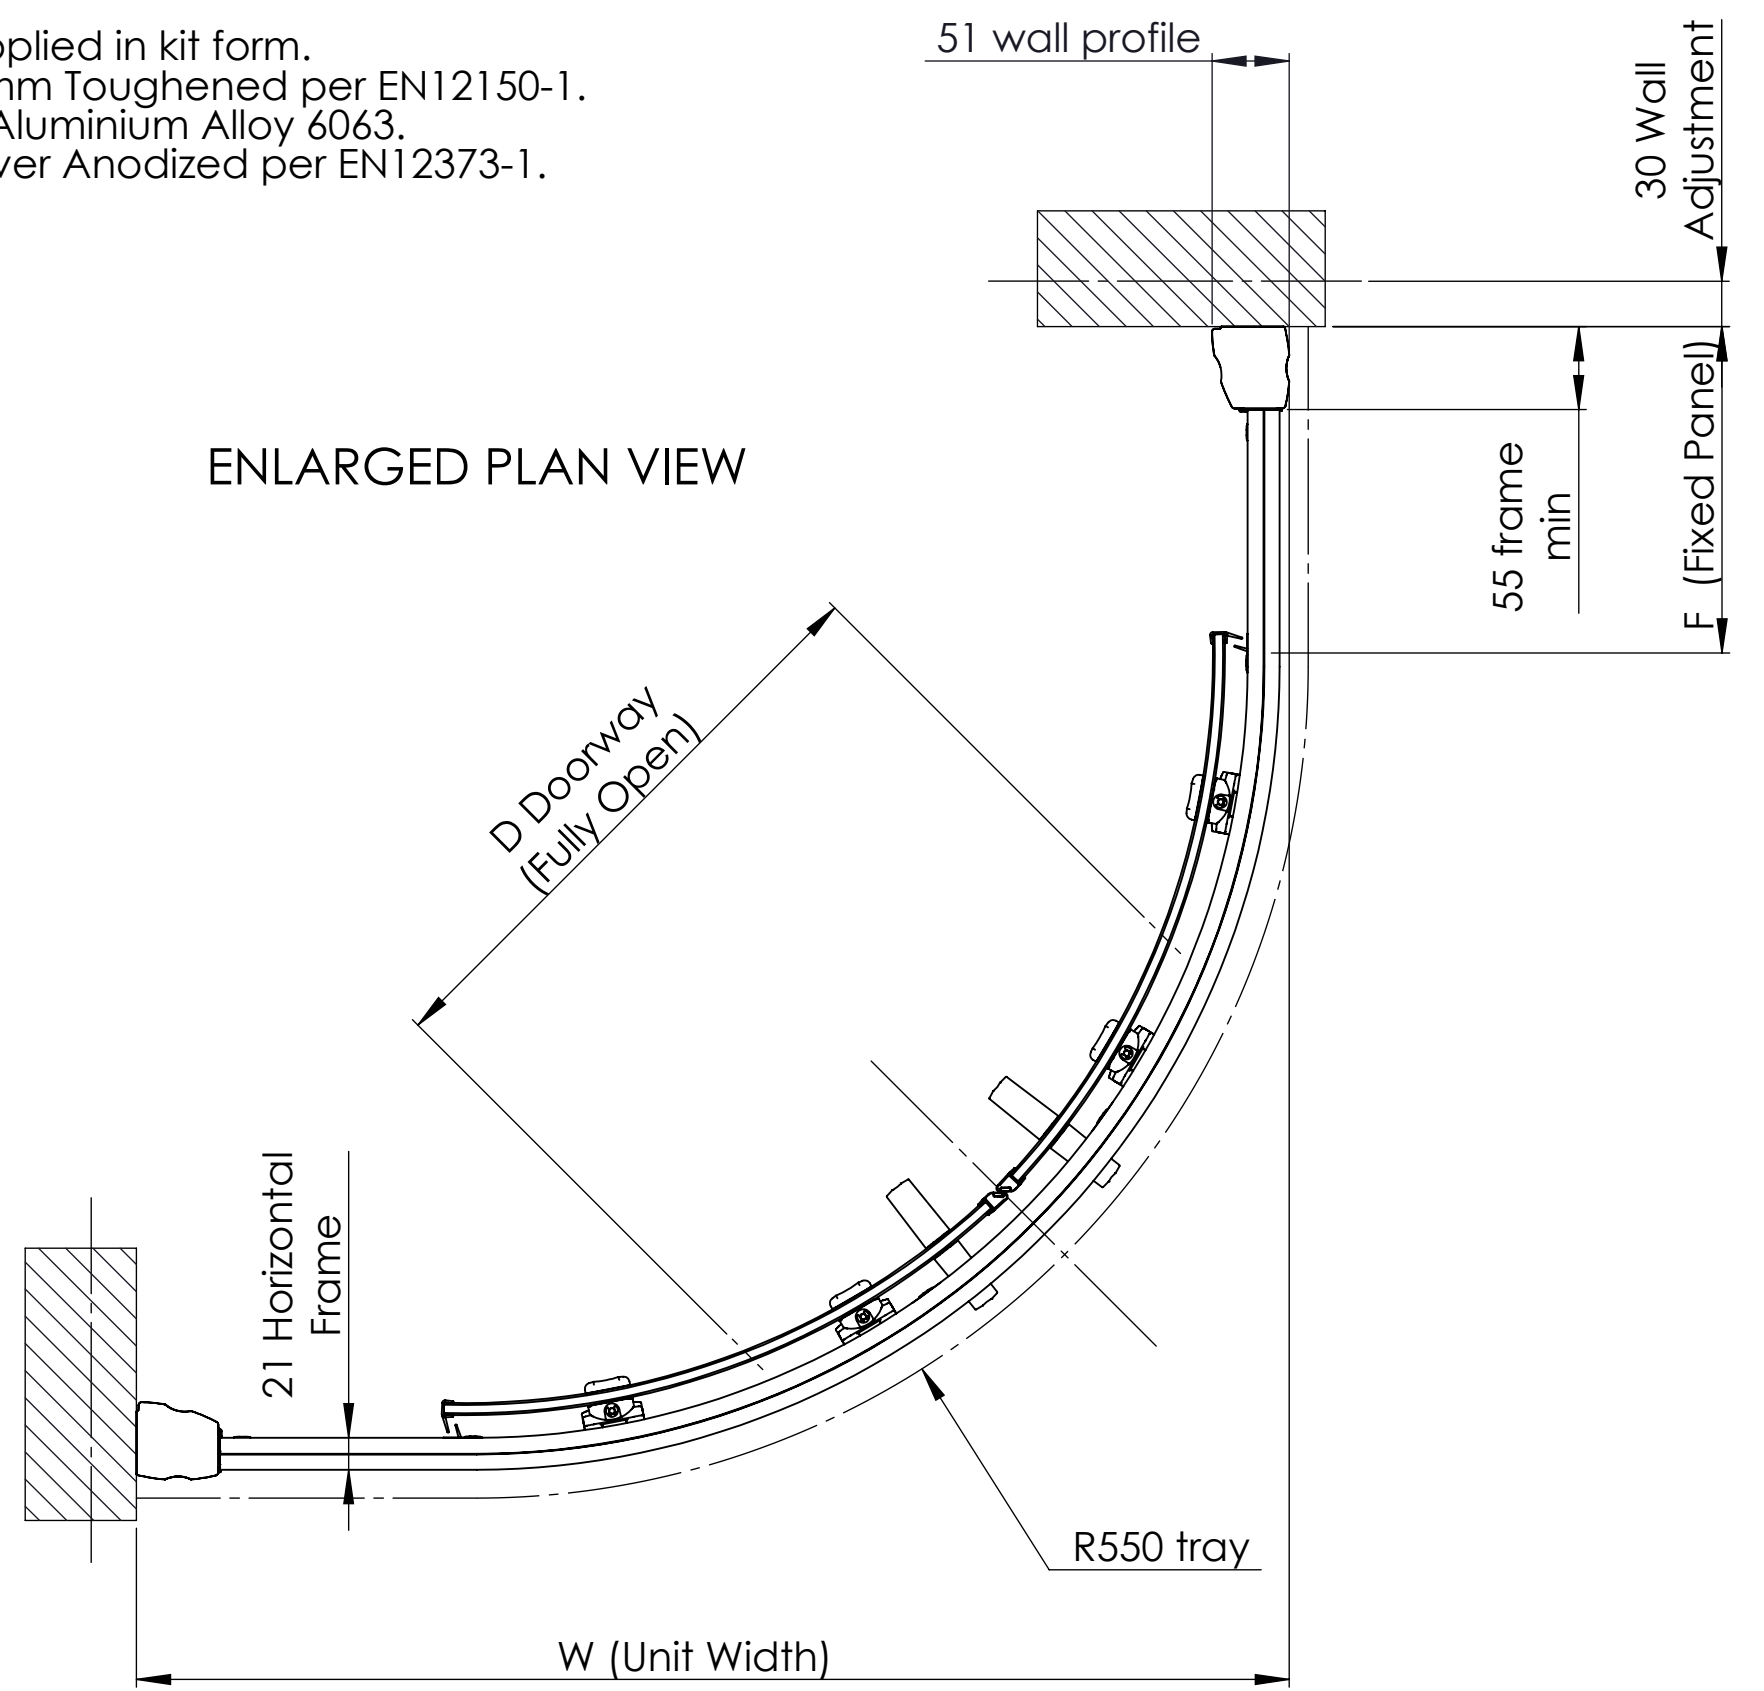 pplied in kit form.
mm Toughened per EN12150-1.
Aluminium Alloy 6063.
ver Anodized per EN12373-1.
51 wall profile
30 Wall
Adjustment
ENLARGED PLAN VIEW
55 frame
min
F (Fixed Panel)
D Doorway
(Fully Open)
21 Horizontal
Frame
R550 tray
W (Unit Width)